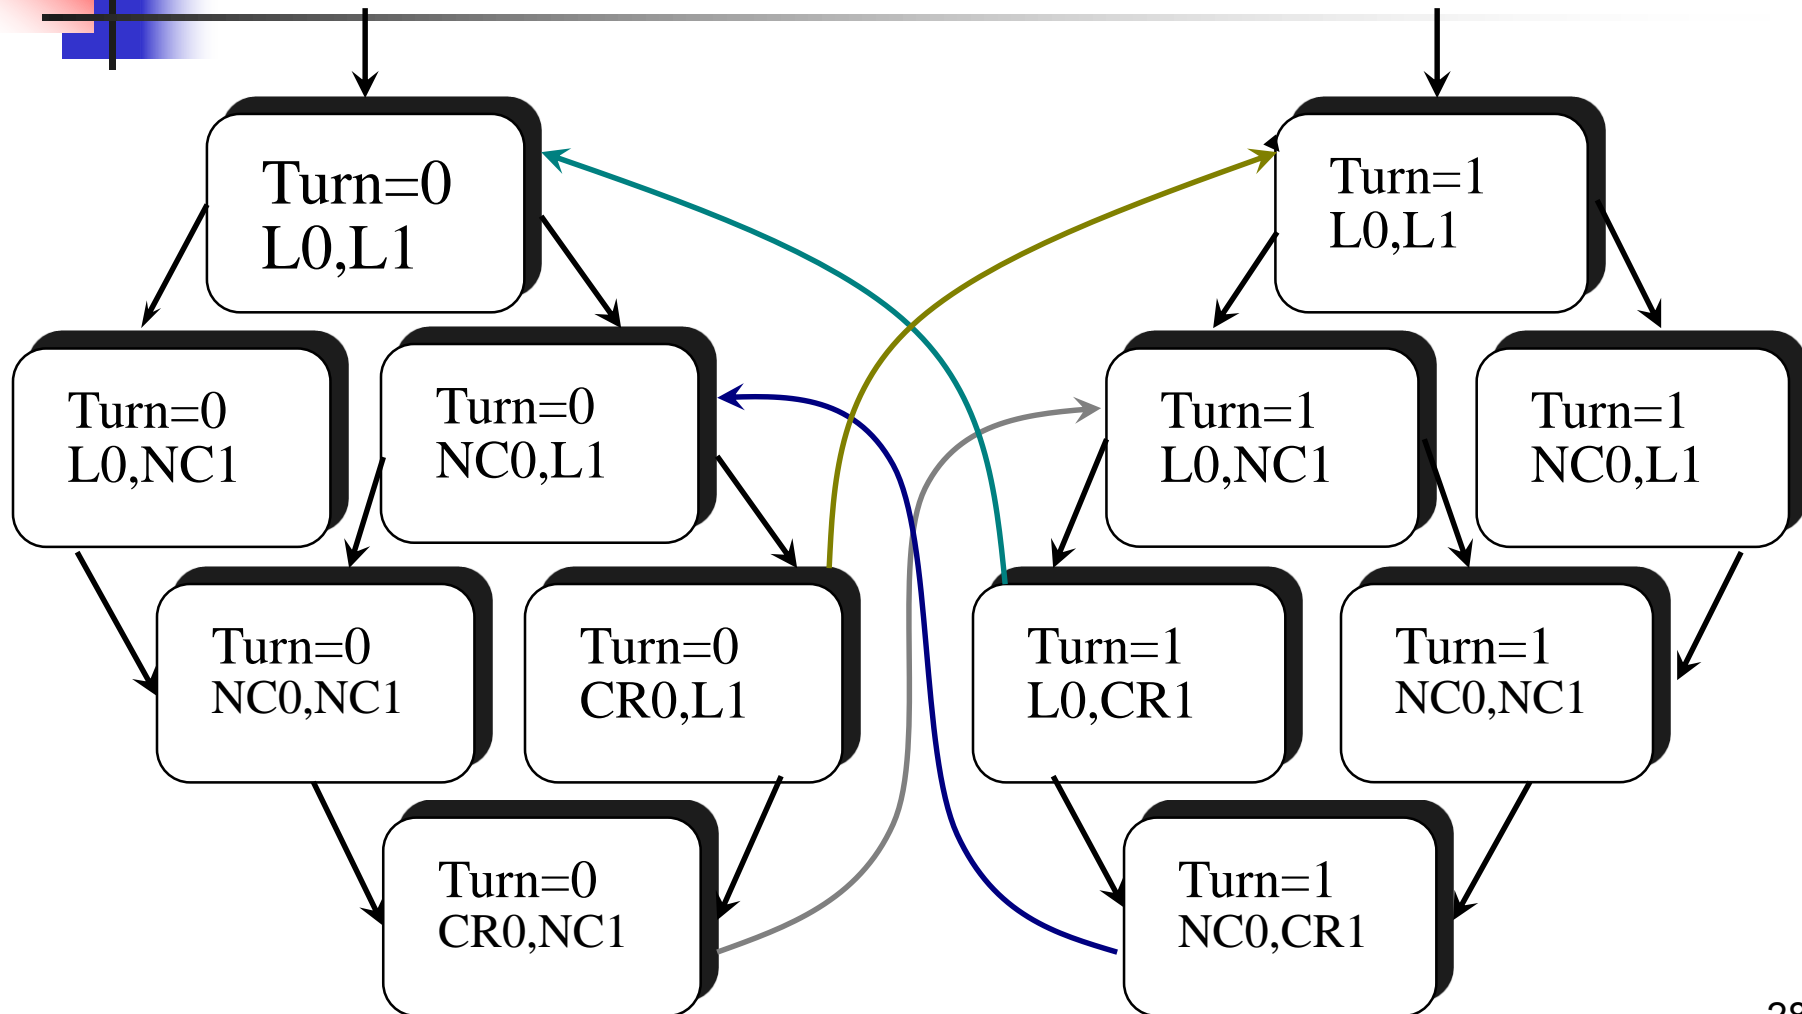 Turn=0
L0,L1
Turn=1
L0,L1
Turn=0
L0,NC1
Turn=0
NC0,L1
Turn=1
L0,NC1
Turn=1
NC0,L1
Turn=0
NC0,NC1
Turn=0
CR0,L1
Turn=1
L0,CR1
Turn=1
NC0,NC1
Turn=0
CR0,NC1
Turn=1
NC0,CR1